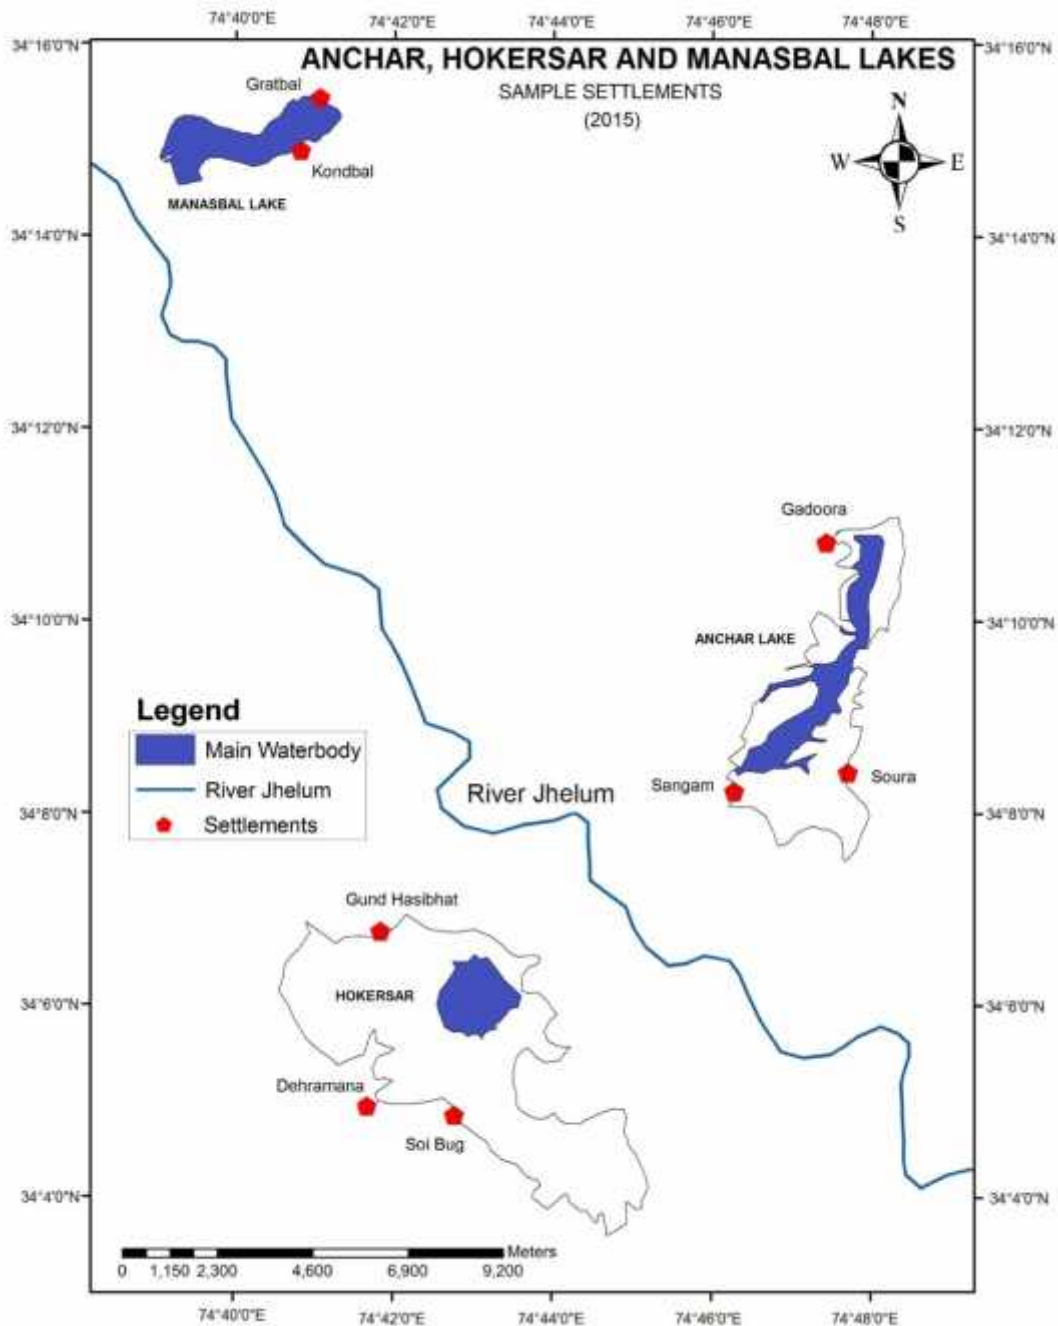 74°40'0"E 74°42'0"E 74°44'0"E 74°46'0"E 74°48'0"E
34°16'0"N 34°16'0"N
ANCHAR, HOKERSAR AND MANASBAL LAKES
SAMPLE SETTLEMENTS
(2015)
Gratbal
N
W E
S
Kondbal
MANASBAL LAKE
34°14'0"N 34°14'0"N
34°12'0"N 34°12'0"N
Gadoora
34°10'0"N 34°10'0"N
ANCHAR LAKE
Legend
Main Waterbody
River Jhelum
Settlements
River Jhelum
Sangam
Soura
34°8'0"N 34°8'0"N
Gund Hasibhat
HOKERSAR
34°6'0"N 34°6'0"N
Dehramana
Soi Bug
34°4'0"N 34°4'0"N
Meters
0 1,150 2,300 4,600 6,900 9,200
74°40'0"E 74°42'0"E 74°44'0"E 74°46'0"E 74°48'0"E